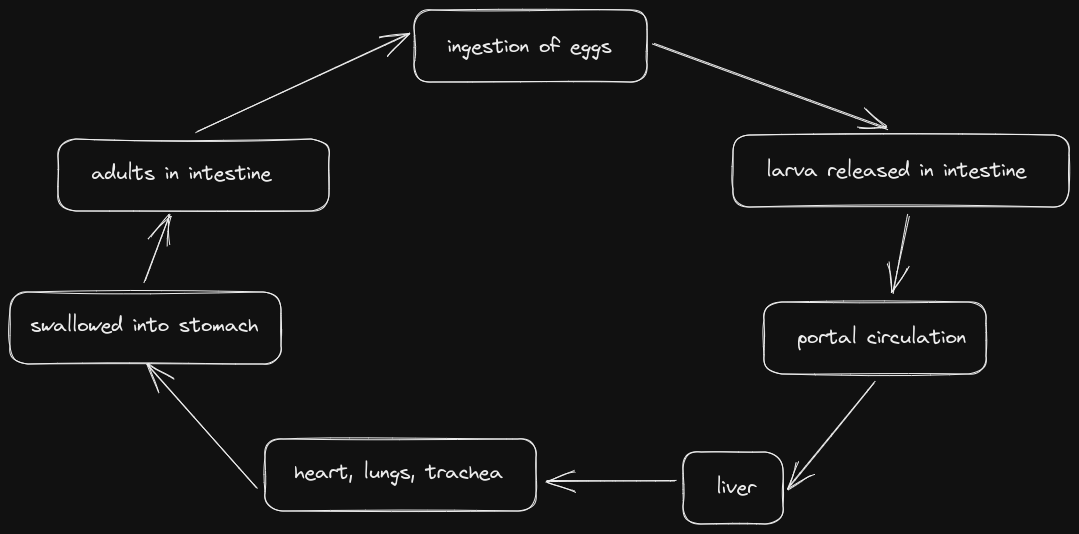 ingestion of eggs
larva released in intestine
portal circulation
liver
heart, lungs, trachea
swallowed into stomach
adults in intestine